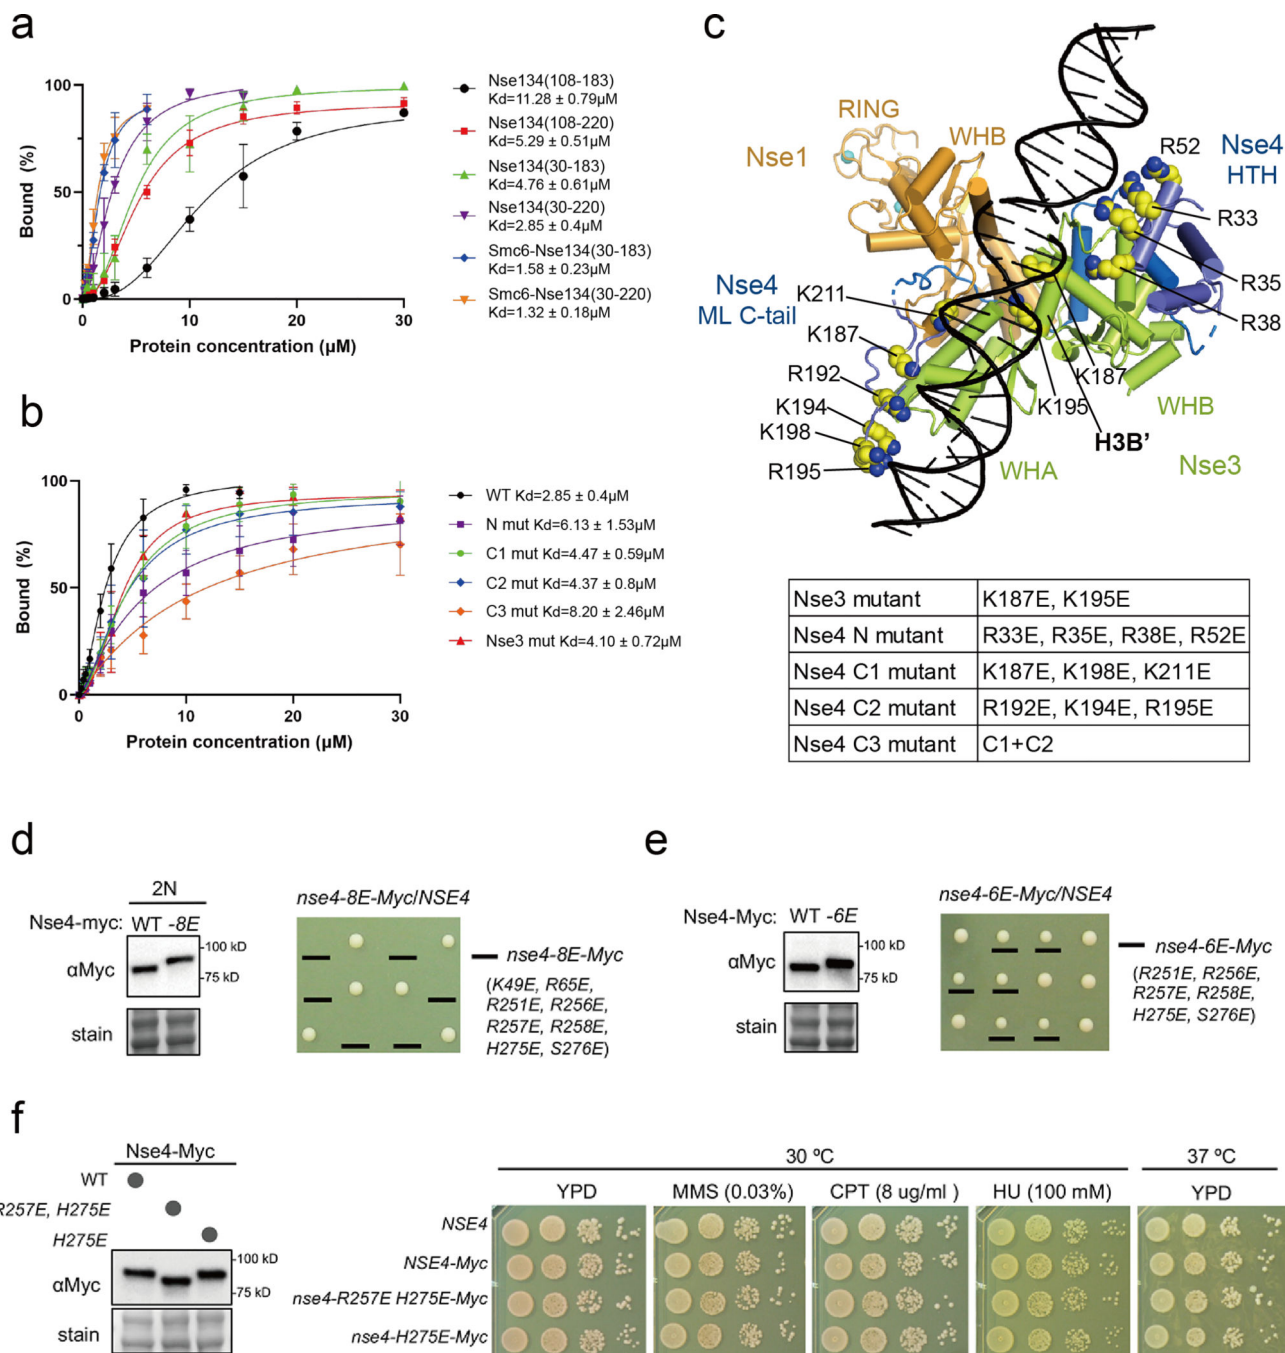 a
100
50
0
Bound (%)
0
10
20
30
Protein concentration (µM)
Nse134(108-183)
Kd=11.28 ± 0.79µM
Nse134(108-220)
Kd=5.29 ± 0.51µM
Nse134(30-183)
Kd=4.76 ± 0.61µM
Nse134(30-220)
Kd=2.85 ± 0.4µM
Smc6-Nse134(30-183)
Kd=1.58 ± 0.23µM
Smc6-Nse134(30-220)
Kd=1.32 ± 0.18µM
b
100
50
0
Bound (%)
0
10
20
30
Protein concentration (µM)
WT Kd=2.85 ± 0.4µM
N mut Kd=6.13 ± 1.53µM
C1 mut Kd=4.47 ± 0.59µM
C2 mut Kd=4.37 ± 0.8µM
C3 mut Kd=8.20 ± 2.46µM
Nse3 mut Kd=4.10 ± 0.72µM
c
RING
WHB
Nse1
R52
Nse4
HTH
R33
R35
R38
Nse4
ML C-tail
K211
K187
R192
K194
K198
R195
K187
K195
WHB
H3B'
WHA
Nse3
Nse3 mutant K187E, K195E
Nse4 N mutant R33E, R35E, R38E, R52E
Nse4 C1 mutant K187E, K198E, K211E
Nse4 C2 mutant R192E, K194E, R195E
Nse4 C3 mutant C1+C2
d
2N
Nse4-myc: WT -8E
αMyc
100 kD
75 kD
stain
nse4-8E-Myc/NSE4
nse4-8E-Myc
(K49E, R65E,
R251E, R256E,
R257E, R258E,
H275E, S276E)
e
Nse4-Myc: WT -6E
αMyc
100 kD
75 kD
stain
nse4-6E-Myc/NSE4
nse4-6E-Myc
(R251E, R256E,
R257E, R258E,
H275E, S276E)
f
Nse4-Myc
WT
R257E, H275E
H275E
αMyc
100 kD
75 kD
stain
30 ºC
37 ºC
YPD
MMS (0.03%)
CPT (8 ug/ml )
HU (100 mM)
YPD
NSE4
NSE4-Myc
nse4-R257E H275E-Myc
nse4-H275E-Myc